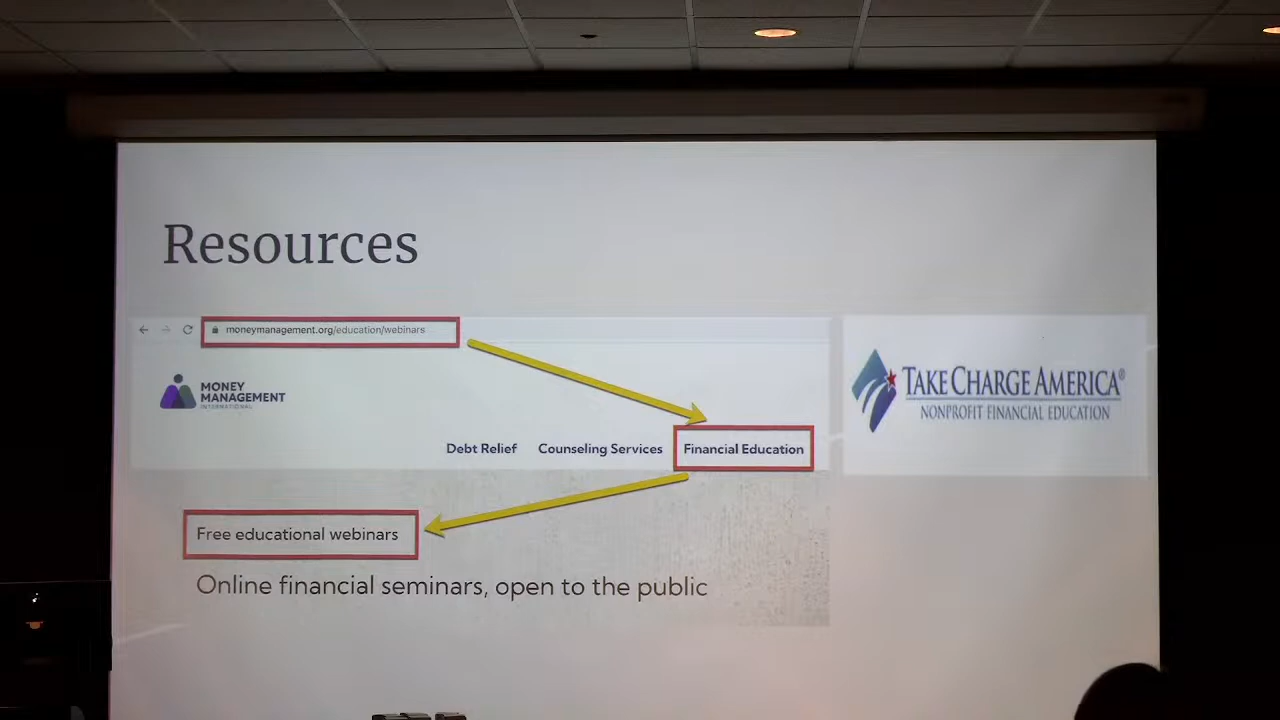 Resources
moneymanagement.org/education/webinars
MONEY
MANAGEMENT
INTERNATIONAL
TAKE CHARGE AMERICA®
NONPROFIT FINANCIAL EDUCATION
Debt Relief Counseling Services Financial Education
Free educational webinars
Online financial seminars, open to the public